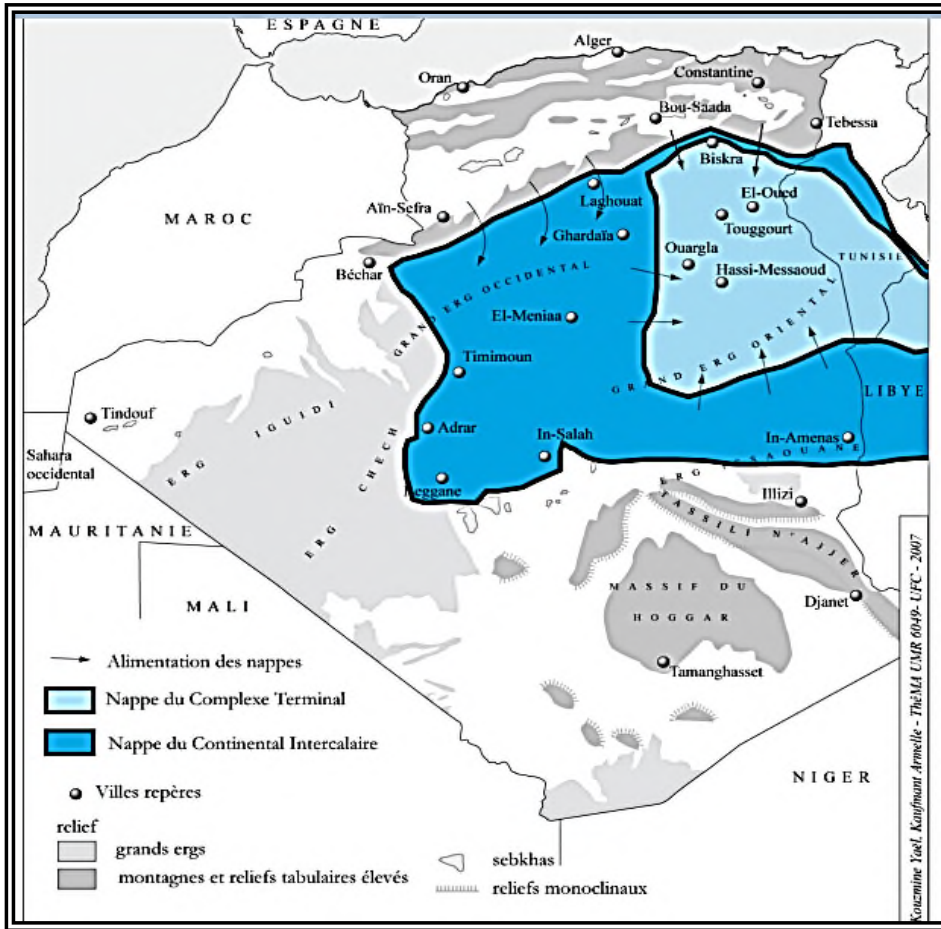 ESPAGNE
Alger
Oran
Constantine
Bou-Saada
Tebessa
Biskra
MAROC
Aïn-Sefra
Laghouat
El-Oued
Ghardaïa
Touggourt
Béchar
Ouargla
TUNISIE
Hassi-Messaoud
GRAND ERG OCCIDENTAL
El-Meniaa
GRAND ERG ORIENTAL
Timimoun
LIBYE
Tindouf
ERG IGUIDI
Adrar
In-Salah
In-Amenas
Sahara
occidental
ERG CHECH
Reggane
ERG ISSAOUANE
Illizi
TASSILI N'AJJER
MAURITANIE
MALI
MASSIF DU
HOGGAR
Djanet
Tamanghasset
NIGER
Alimentation des nappes
Nappe du Complexe Terminal
Nappe du Continental Intercalaire
Villes repères
relief
grands ergs
montagnes et reliefs tabulaires élevés
sebkhas
reliefs monoclinaux
Kouzmine Yael, Kaufmant Armelle - ThéMA UMR 6049- UFC - 2007